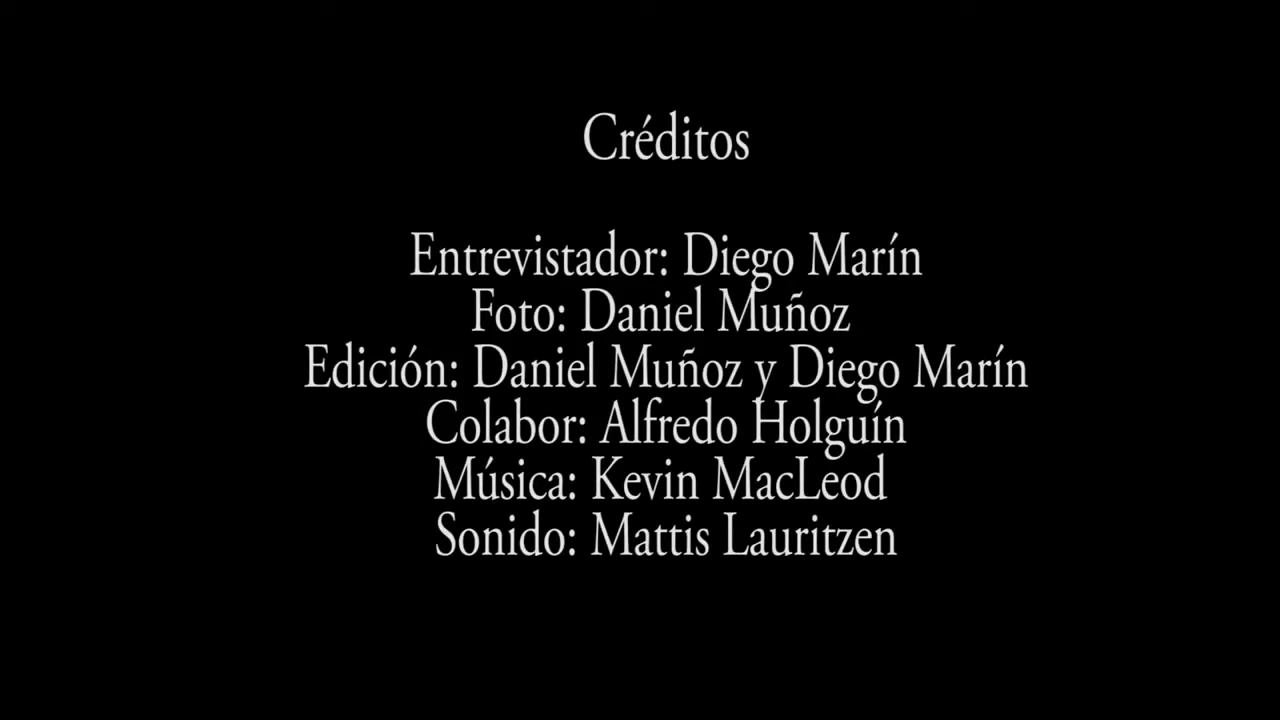 Créditos
Entrevistador: Diego Marín
Foto: Daniel Muñoz
Edición: Daniel Muñoz y Diego Marín
Colabor: Alfredo Holguín
Música: Kevin MacLeod
Sonido: Mattis Lauritzen